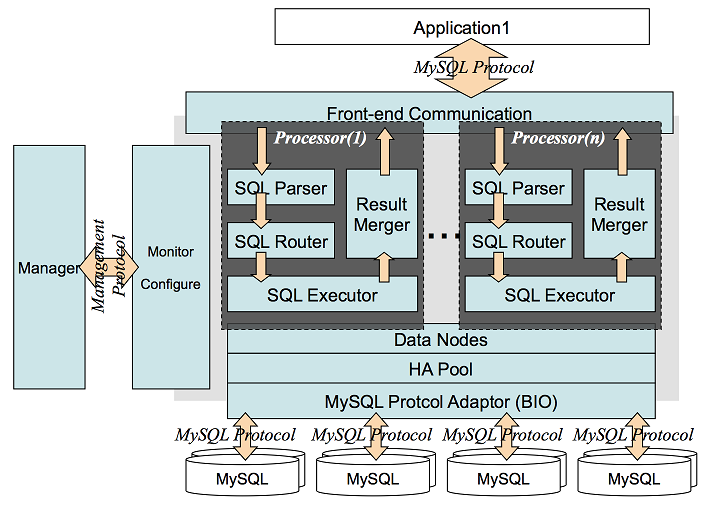 Application1
MySQL Protocol
Front-end Communication
Processor(1)
Processor(n)
SQL Parser
SQL Router
Result
Merger
SQL Executor
...
SQL Parser
SQL Router
Result
Merger
SQL Executor
Manager
Management
Protocol
Monitor
Configure
Data Nodes
HA Pool
MySQL Protcol Adaptor (BIO)
MySQL Protocol
MySQL Protocol
MySQL Protocol
MySQL Protocol
MySQL
MySQL
MySQL
MySQL